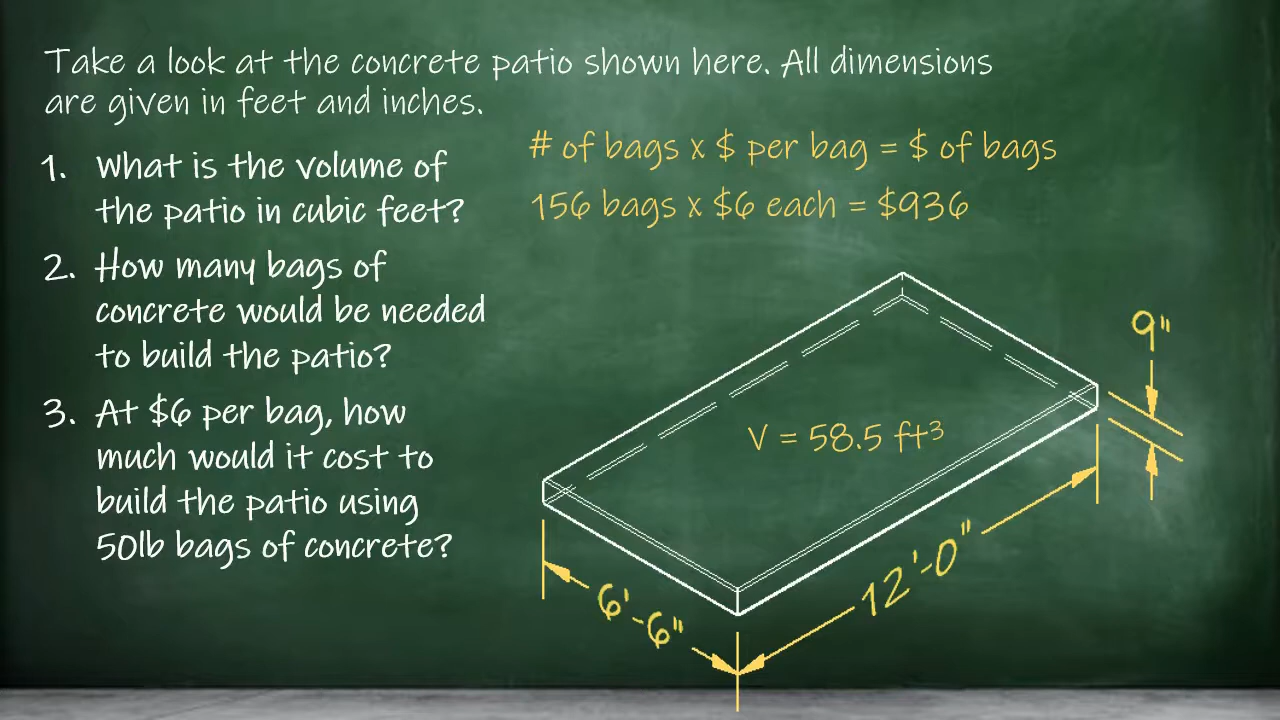 Take a look at the concrete patio shown here. All dimensions
are given in feet and inches.
1. What is the volume of
the patio in cubic feet?
2. How many bags of
concrete would be needed
to build the patio?
3. At $6 per bag, how
much would it cost to
build the patio using
50lb bags of concrete?
# of bags x $ per bag = $ of bags
156 bags x $6 each = $936
9"
V = 58.5 ft³
12'-0"
6'-6"